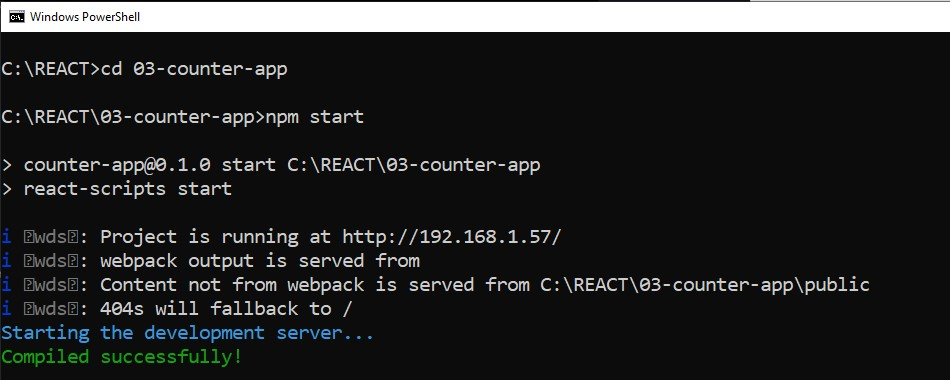 Windows PowerShell
C:\REACT>cd 03-counter-app
C:\REACT\03-counter-app>npm start
> counter-app@0.1.0 start C:\REACT\03-counter-app
> react-scripts start
i 「wds」: Project is running at http://192.168.1.57/
i 「wds」: webpack output is served from
i 「wds」: Content not from webpack is served from C:\REACT\03-counter-app\public
i 「wds」: 404s will fallback to /
Starting the development server...
Compiled successfully!